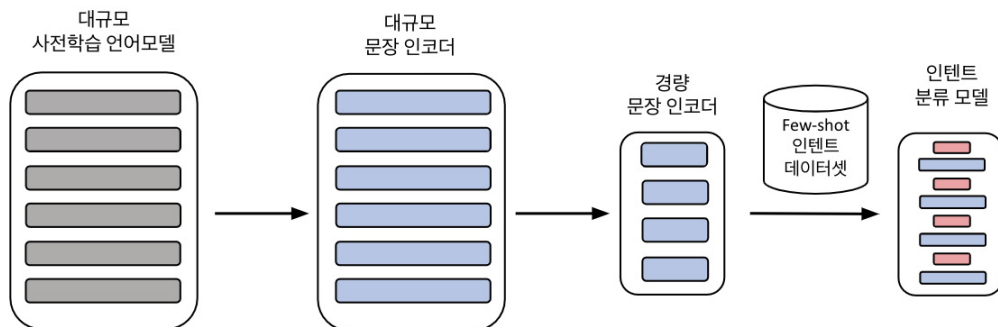 대규모
사전학습 언어모델
대규모
문장 인코더
경량
문장 인코더
Few-shot
인텐트
데이터셋
인텐트
분류 모델